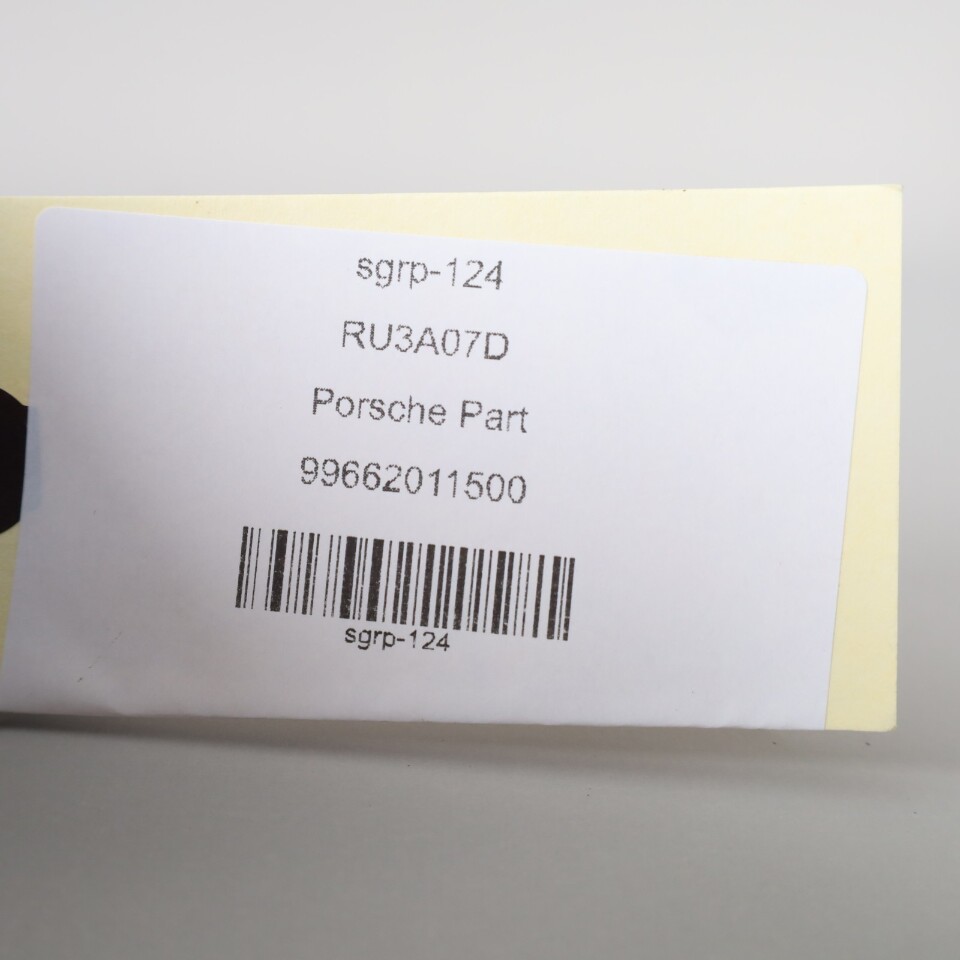 sgrp-124
RU3A07D
Porsche Part
99662011500
sgrp-124